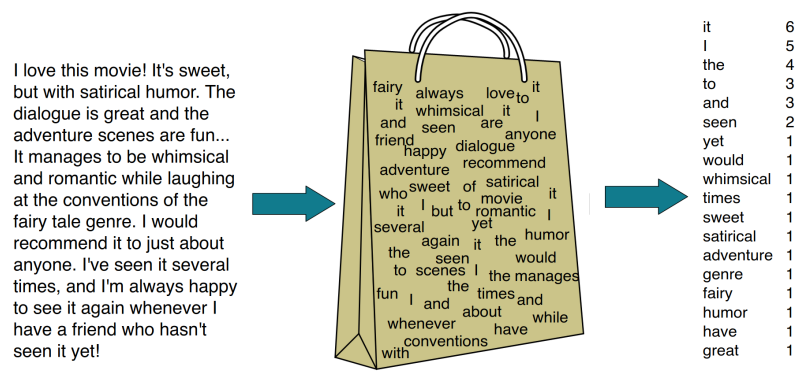 I love this movie! It's sweet,
but with satirical humor. The
dialogue is great and the
adventure scenes are fun...
It manages to be whimsical
and romantic while laughing
at the conventions of the
fairy tale genre. I would
recommend it to just about
anyone. I've seen it several
times, and I'm always happy
to see it again whenever I
have a friend who hasn't
seen it yet!
fairy always love to it
it whimsical it I
and seen are anyone
friend happy dialogue
adventure recommend
who sweet of satirical it
it I but to movie romantic I
several yet
again it the humor
the seen would
to scenes I the manages
fun I and the times and
about while
whenever have
conventions
with
it 6
I 5
the 4
to 3
and 3
seen 2
yet 1
would 1
whimsical 1
times 1
sweet 1
satirical 1
adventure 1
genre 1
fairy 1
humor 1
have 1
great 1